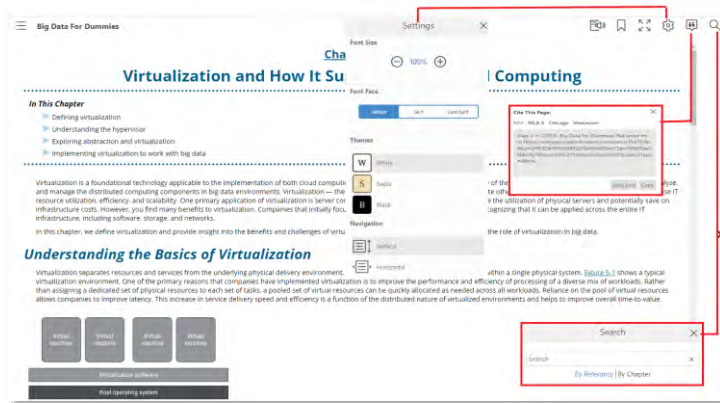 Big Data For Dummies
Settings
Font Size
100%
Font Face
Serif
Themes
W White
S Sepia
B Black
Navigation
Vertical
Horizontal
Cite This Page:
APA MLA 8 Chicago
Search
Search
By Relevancy | By Chapter
Cha
Virtualization and How It Su
Computing
In This Chapter
Defining virtualization
Understanding the hypervisor
Exploring abstraction and virtualization
Implementing virtualization to work with big data
Virtualization is a foundational technology applicable to the implementation of both cloud computi
and manage the distributed computing components in big data environments. Virtualization — the
resource utilization, efficiency, and scalability. One primary application of virtualization is server con
e the utilization of physical servers and potentially save on
infrastructure costs. However, you find many benefits to virtualization. Companies that initially foc
cognizing that it can be applied across the entire IT
infrastructure, including software, storage, and networks.
In this chapter, we define virtualization and provide insight into the benefits and challenges of virtu
the role of virtualization in big data.
Understanding the Basics of Virtualization
Virtualization separates resources and services from the underlying physical delivery environment,
within a single physical system. Figure 5-1 shows a typical
virtualization environment. One of the primary reasons that companies have implemented virtualization is to improve the performance and efficiency of processing of a diverse mix of workloads. Rather
than assigning a dedicated set of physical resources to each set of tasks, a pooled set of virtual resources can be quickly allocated as needed across all workloads. Reliance on the pool of virtual resources
allows companies to improve latency. This increase in service delivery speed and efficiency is a function of the distributed nature of virtualized environments and helps to improve overall time-to-value.
Virtual machine
Virtual machine
Virtual machine
Virtual machine
Virtualization software
Host operating system